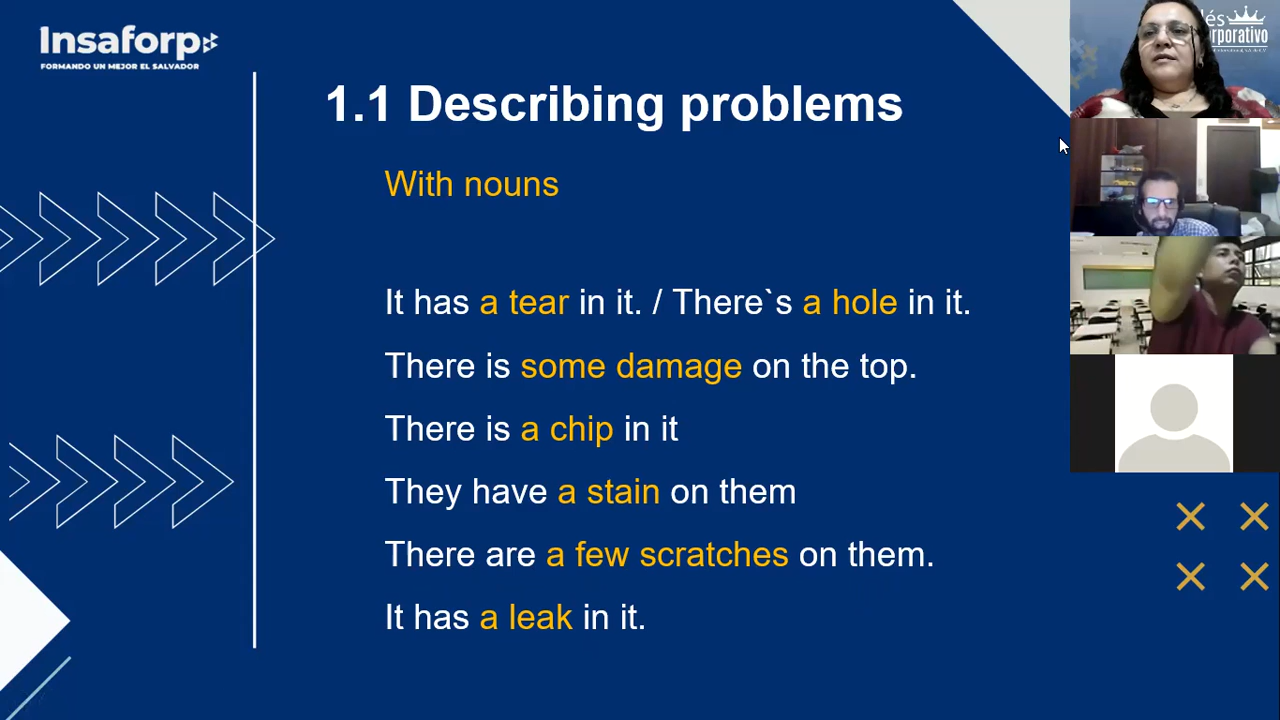 Insaforp
FORMANDO UN MEJOR EL SALVADOR
1.1 Describing problems
With nouns
It has a tear in it. / There`s a hole in it.
There is some damage on the top.
There is a chip in it
They have a stain on them
There are a few scratches on them.
It has a leak in it.